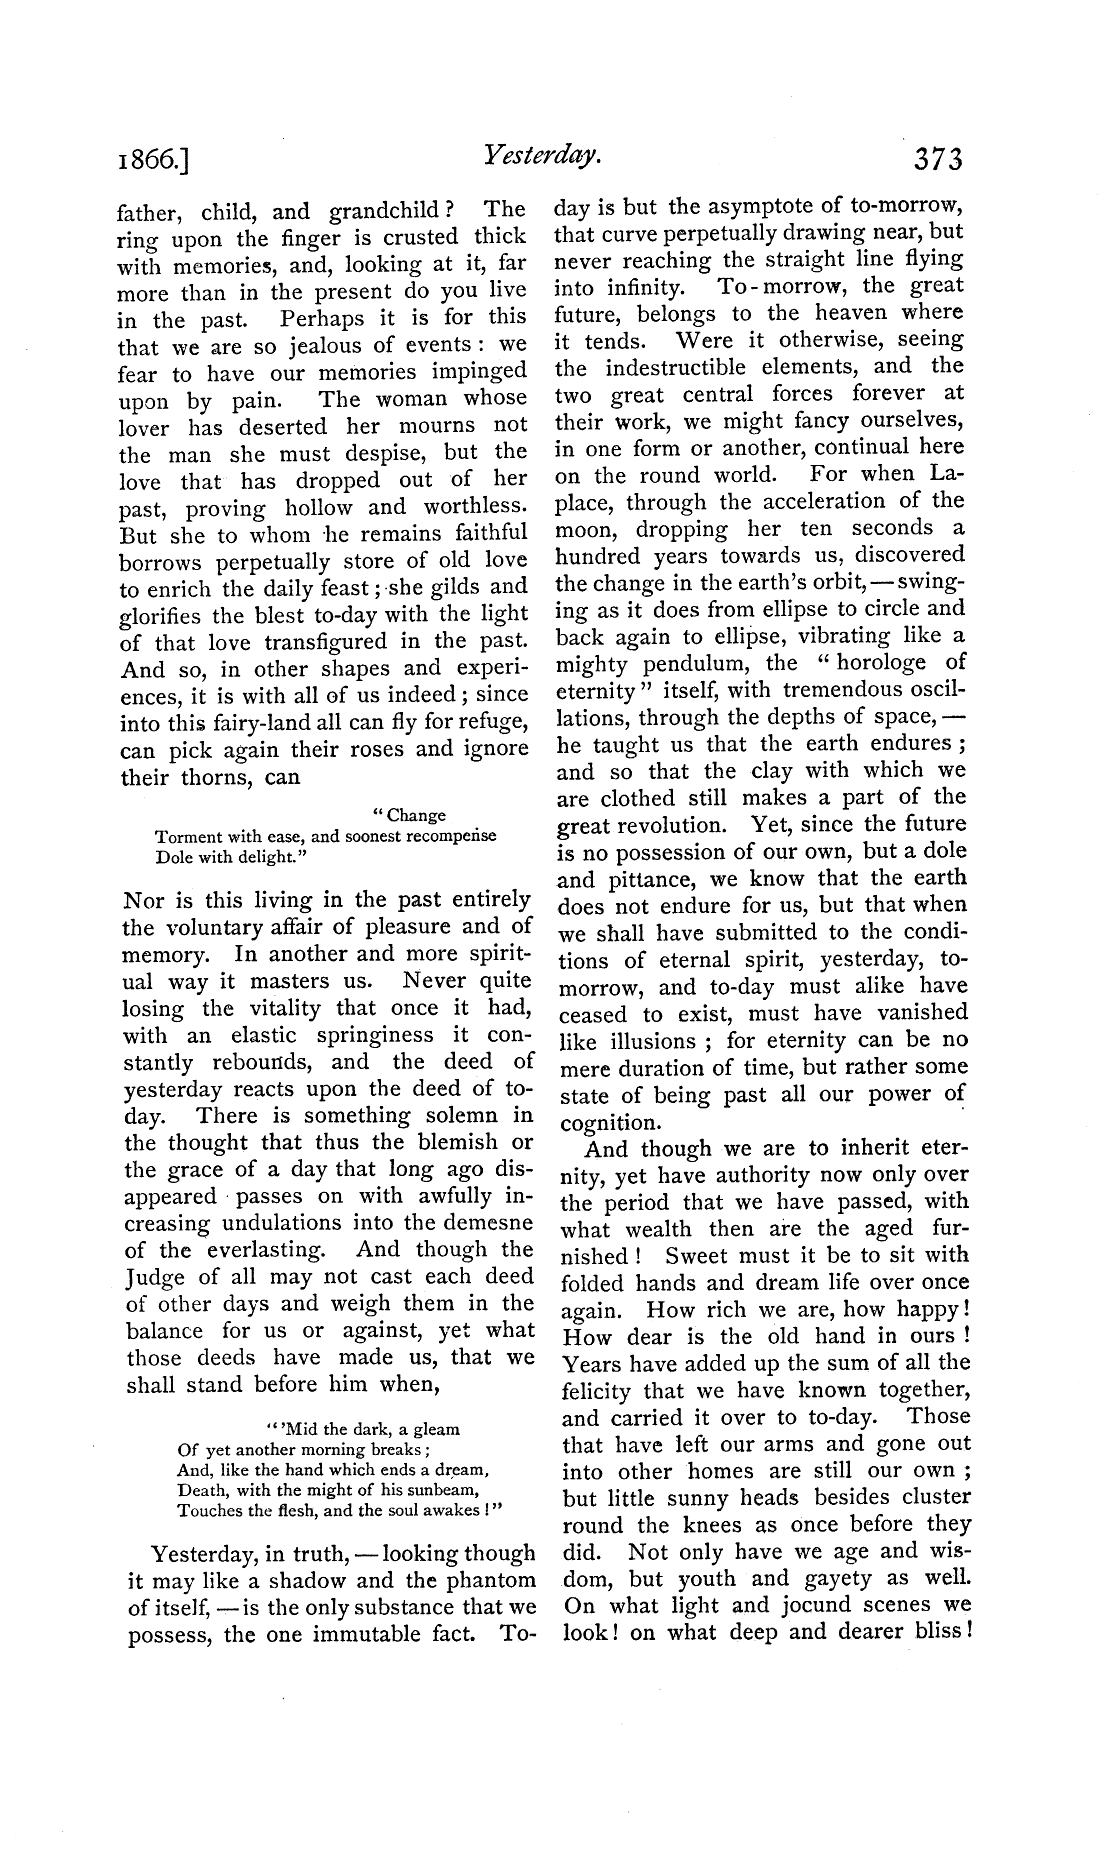 1866.] Yesterday. 373
father, child, and grandchild? The
ring upon the finger is crusted thick
with memories, and, looking at it, far
more than in the present do you live
in the past. Perhaps it is for this
that we are so jealous of events: we
fear to have our memories impinged
upon by pain. The woman whose
lover has deserted her mourns not
the man she must despise, but the
love that has dropped out of her
past, proving hollow and worthless.
But she to whom he remains faithful
borrows perpetually store of old love
to enrich the daily feast; she gilds and
glorifies the blest to-day with the light
of that love transfigured in the past.
And so, in other shapes and experi-
ences, it is with all of us indeed; since
into this fairy-land all can fly for refuge,
can pick again their roses and ignore
their thorns, can
"Change
Torment with ease, and soonest recompense
Dole with delight."
Nor is this living in the past entirely
the voluntary affair of pleasure and of
memory. In another and more spirit-
ual way it masters us. Never quite
losing the vitality that once it had,
with an elastic springiness it con-
stantly rebounds, and the deed of
yesterday reacts upon the deed of to-
day. There is something solemn in
the thought that thus the blemish or
the grace of a day that long ago dis-
appeared passes on with awfully in-
creasing undulations into the demesne
of the everlasting. And though the
Judge of all may not cast each deed
of other days and weigh them in the
balance for us or against, yet what
those deeds have made us, that we
shall stand before him when,
"'Mid the dark, a gleam
Of yet another morning breaks;
And, like the hand which ends a dream,
Death, with the might of his sunbeam,
Touches the flesh, and the soul awakes!"
Yesterday, in truth, — looking though
it may like a shadow and the phantom
of itself, — is the only substance that we
possess, the one immutable fact. To-
day is but the asymptote of to-morrow,
that curve perpetually drawing near, but
never reaching the straight line flying
into infinity. To-morrow, the great
future, belongs to the heaven where
it tends. Were it otherwise, seeing
the indestructible elements, and the
two great central forces forever at
their work, we might fancy ourselves,
in one form or another, continual here
on the round world. For when La-
place, through the acceleration of the
moon, dropping her ten seconds a
hundred years towards us, discovered
the change in the earth's orbit, — swing-
ing as it does from ellipse to circle and
back again to ellipse, vibrating like a
mighty pendulum, the "horologe of
eternity" itself, with tremendous oscil-
lations, through the depths of space, —
he taught us that the earth endures;
and so that the clay with which we
are clothed still makes a part of the
great revolution. Yet, since the future
is no possession of our own, but a dole
and pittance, we know that the earth
does not endure for us, but that when
we shall have submitted to the condi-
tions of eternal spirit, yesterday, to-
morrow, and to-day must alike have
ceased to exist, must have vanished
like illusions; for eternity can be no
mere duration of time, but rather some
state of being past all our power of
cognition.
And though we are to inherit eter-
nity, yet have authority now only over
the period that we have passed, with
what wealth then are the aged fur-
nished! Sweet must it be to sit with
folded hands and dream life over once
again. How rich we are, how happy!
How dear is the old hand in ours!
Years have added up the sum of all the
felicity that we have known together,
and carried it over to to-day. Those
that have left our arms and gone out
into other homes are still our own;
but little sunny heads besides cluster
round the knees as once before they
did. Not only have we age and wis-
dom, but youth and gayety as well.
On what light and jocund scenes we
look! on what deep and dearer bliss!